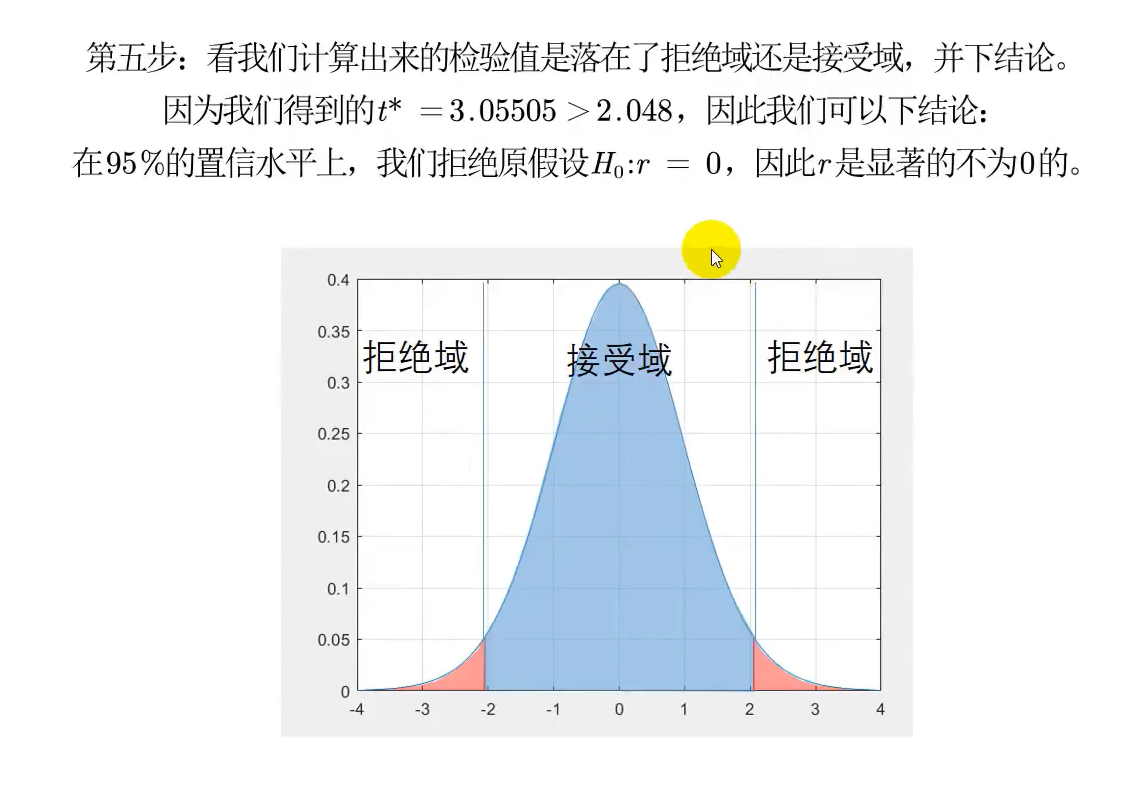 第五步：看我们计算出来的检验值是落在了拒绝域还是接受域，并下结论。
因为我们得到的t* =3.05505>2.048，因此我们可以下结论：
在95%的置信水平上，我们拒绝原假设H₀:r = 0，因此r是显著的不为0的。
0.4
0.35
拒绝域 接受域 拒绝域
0.3
0.25
0.2
0.15
0.1
0.05
0
-4 -3 -2 -1 0 1 2 3 4